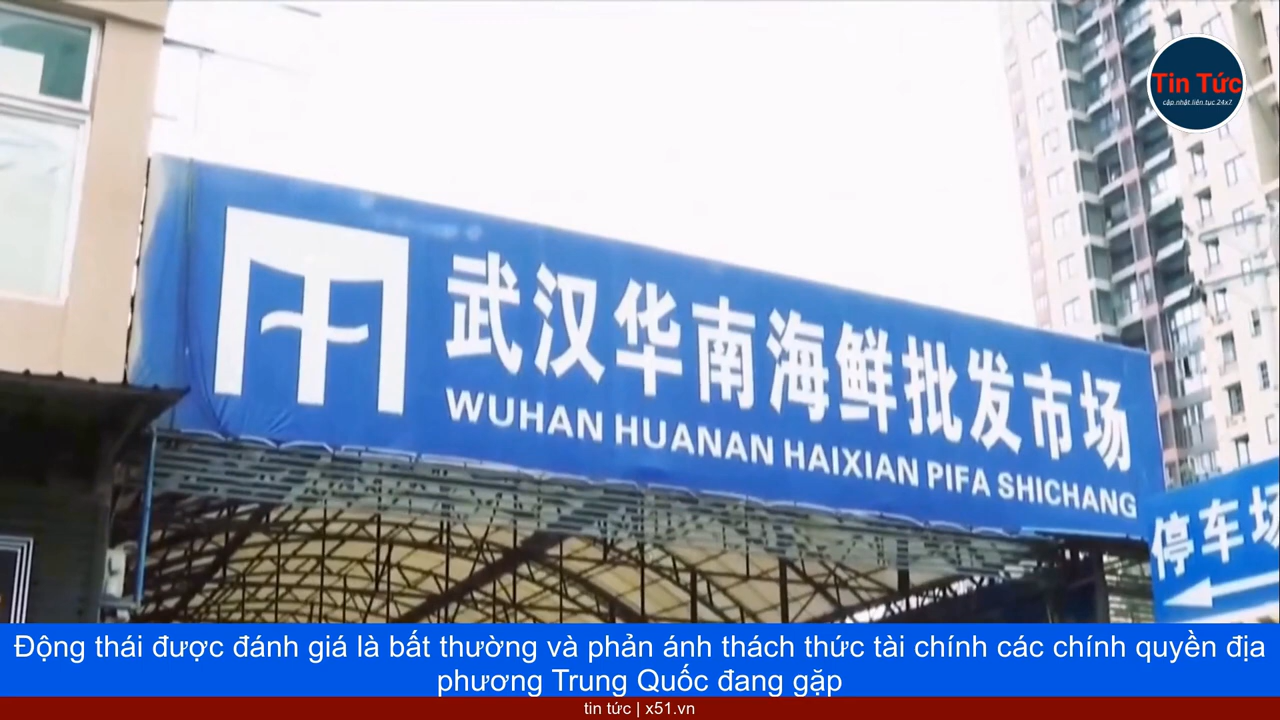 Tin Tức
cập nhật liên tục 24x7
武汉华南海鲜批发市场
WUHAN HUANAN HAIXIAN PIFA SHICHANG
停车场
Động thái được đánh giá là bất thường và phản ánh thách thức tài chính các chính quyền địa
phương Trung Quốc đang gặp
tin tức | x51.vn